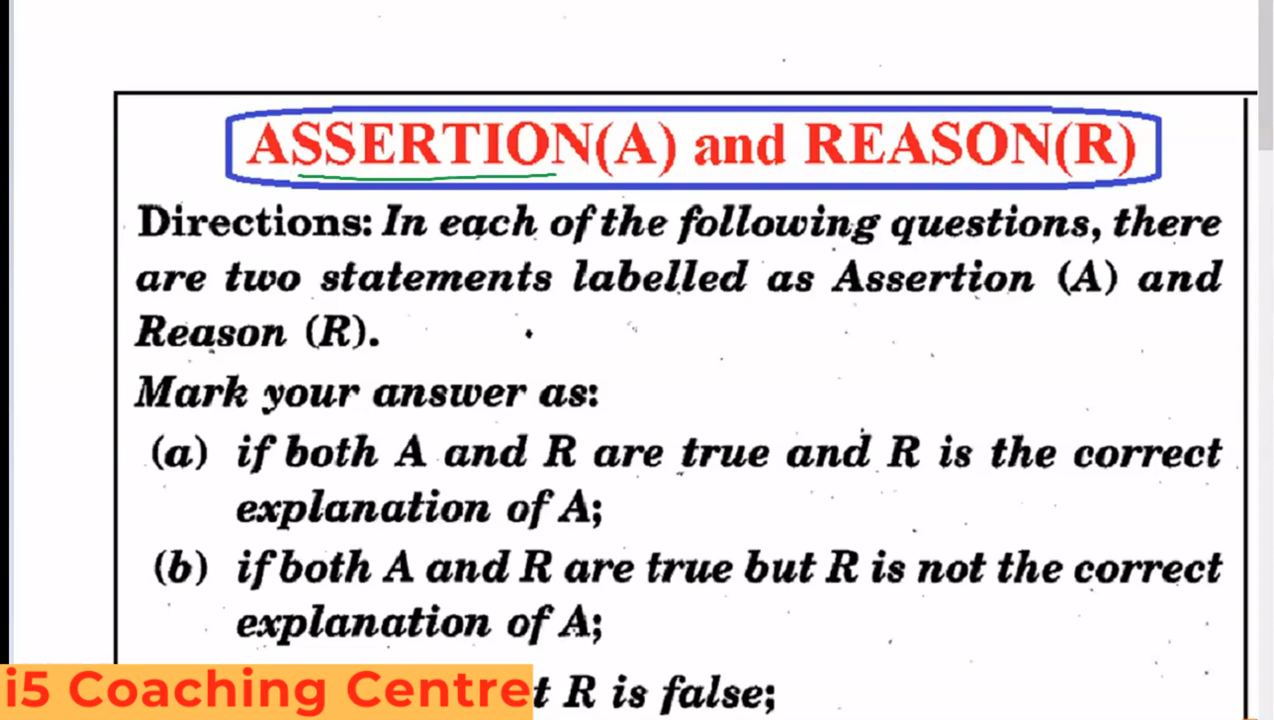 ASSERTION(A) and REASON(R)
Directions: In each of the following questions, there
are two statements labelled as Assertion (A) and
Reason (R).
Mark your answer as:
(a) if both A and R are true and R is the correct
explanation of A;
(b) if both A and R are true but R is not the correct
explanation of A;
i5 Coaching Centre
t R is false;